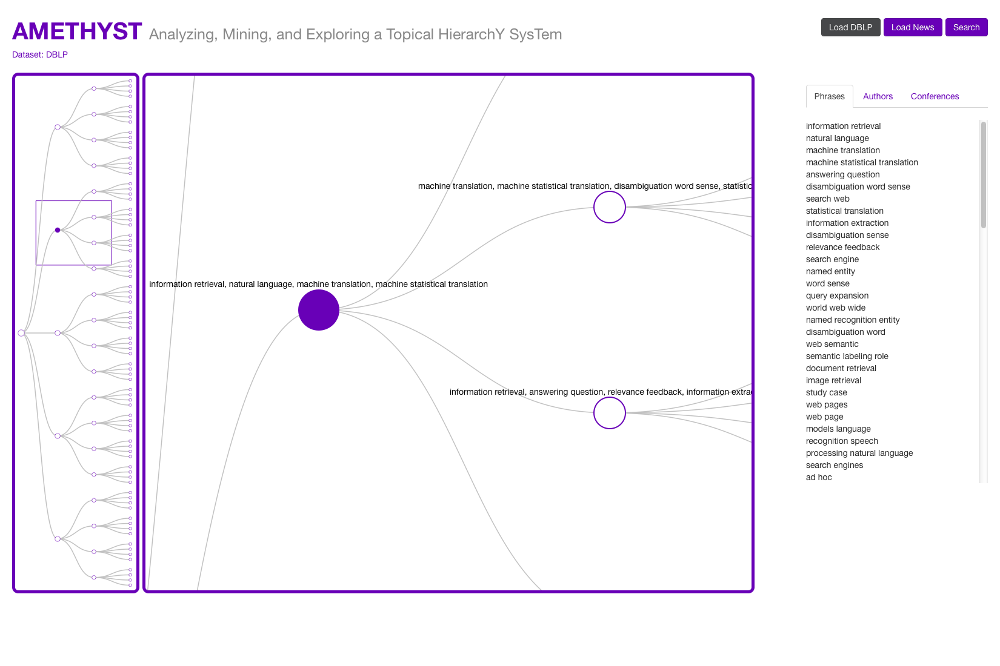 AMETHYST Analyzing, Mining, and Exploring a Topical HierarchY SysTem
Load DBLP Load News Search
Dataset: DBLP
machine translation, machine statistical translation, disambiguation word sense, statistic
information retrieval, natural language, machine translation, machine statistical translation
information retrieval, answering question, relevance feedback, information extra
Phrases Authors Conferences
information retrieval
natural language
machine translation
machine statistical translation
answering question
disambiguation word sense
search web
statistical translation
information extraction
disambiguation sense
relevance feedback
search engine
named entity
word sense
query expansion
world web wide
named recognition entity
disambiguation word
web semantic
semantic labeling role
document retrieval
image retrieval
study case
web pages
web page
models language
recognition speech
processing natural language
search engines
ad hoc